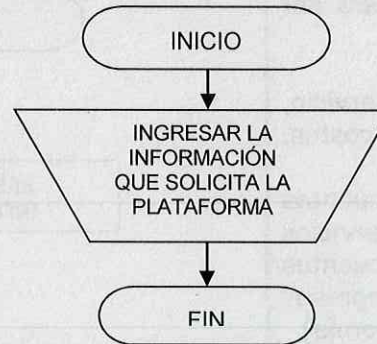 INICIO
INGRESAR LA
INFORMACIÓN
QUE SOLICITA LA
PLATAFORMA
FIN